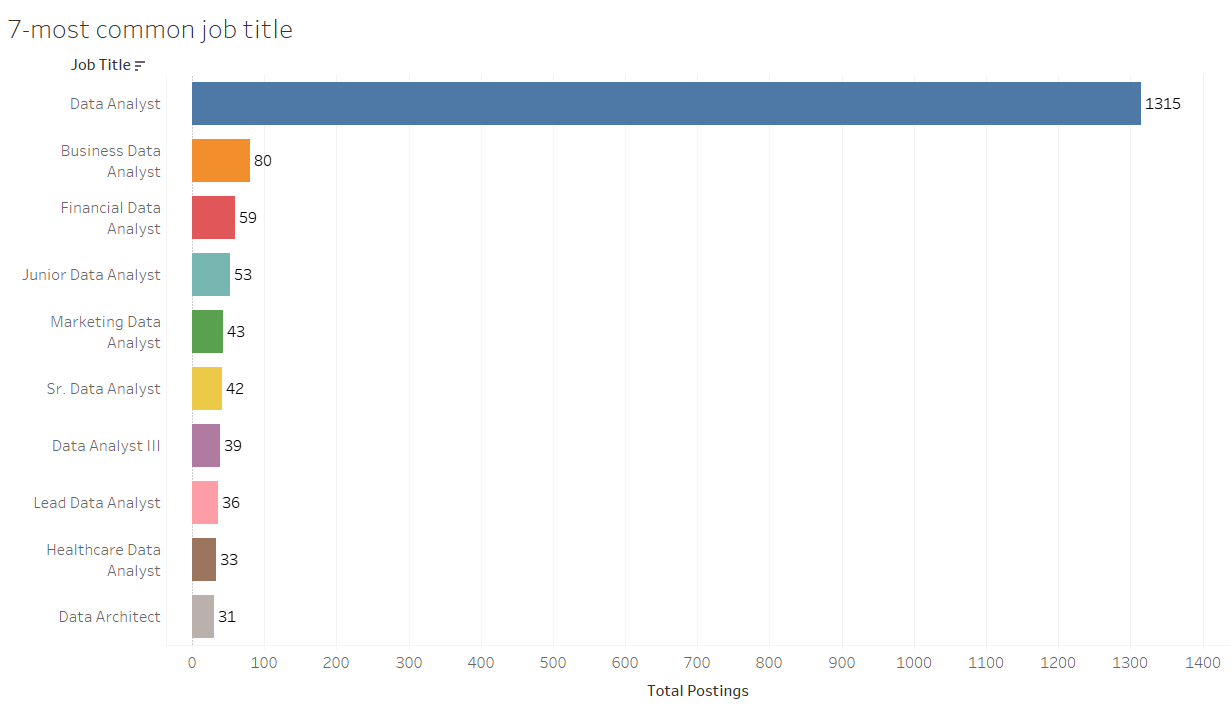 7-most common job title
Job Title
Data Analyst
1315
Business Data
Analyst
80
Financial Data
Analyst
59
Junior Data Analyst
53
Marketing Data
Analyst
43
Sr. Data Analyst
42
Data Analyst III
39
Lead Data Analyst
36
Healthcare Data
Analyst
33
Data Architect
31
0 100 200 300 400 500 600 700 800 900 1000 1100 1200 1300 1400
Total Postings